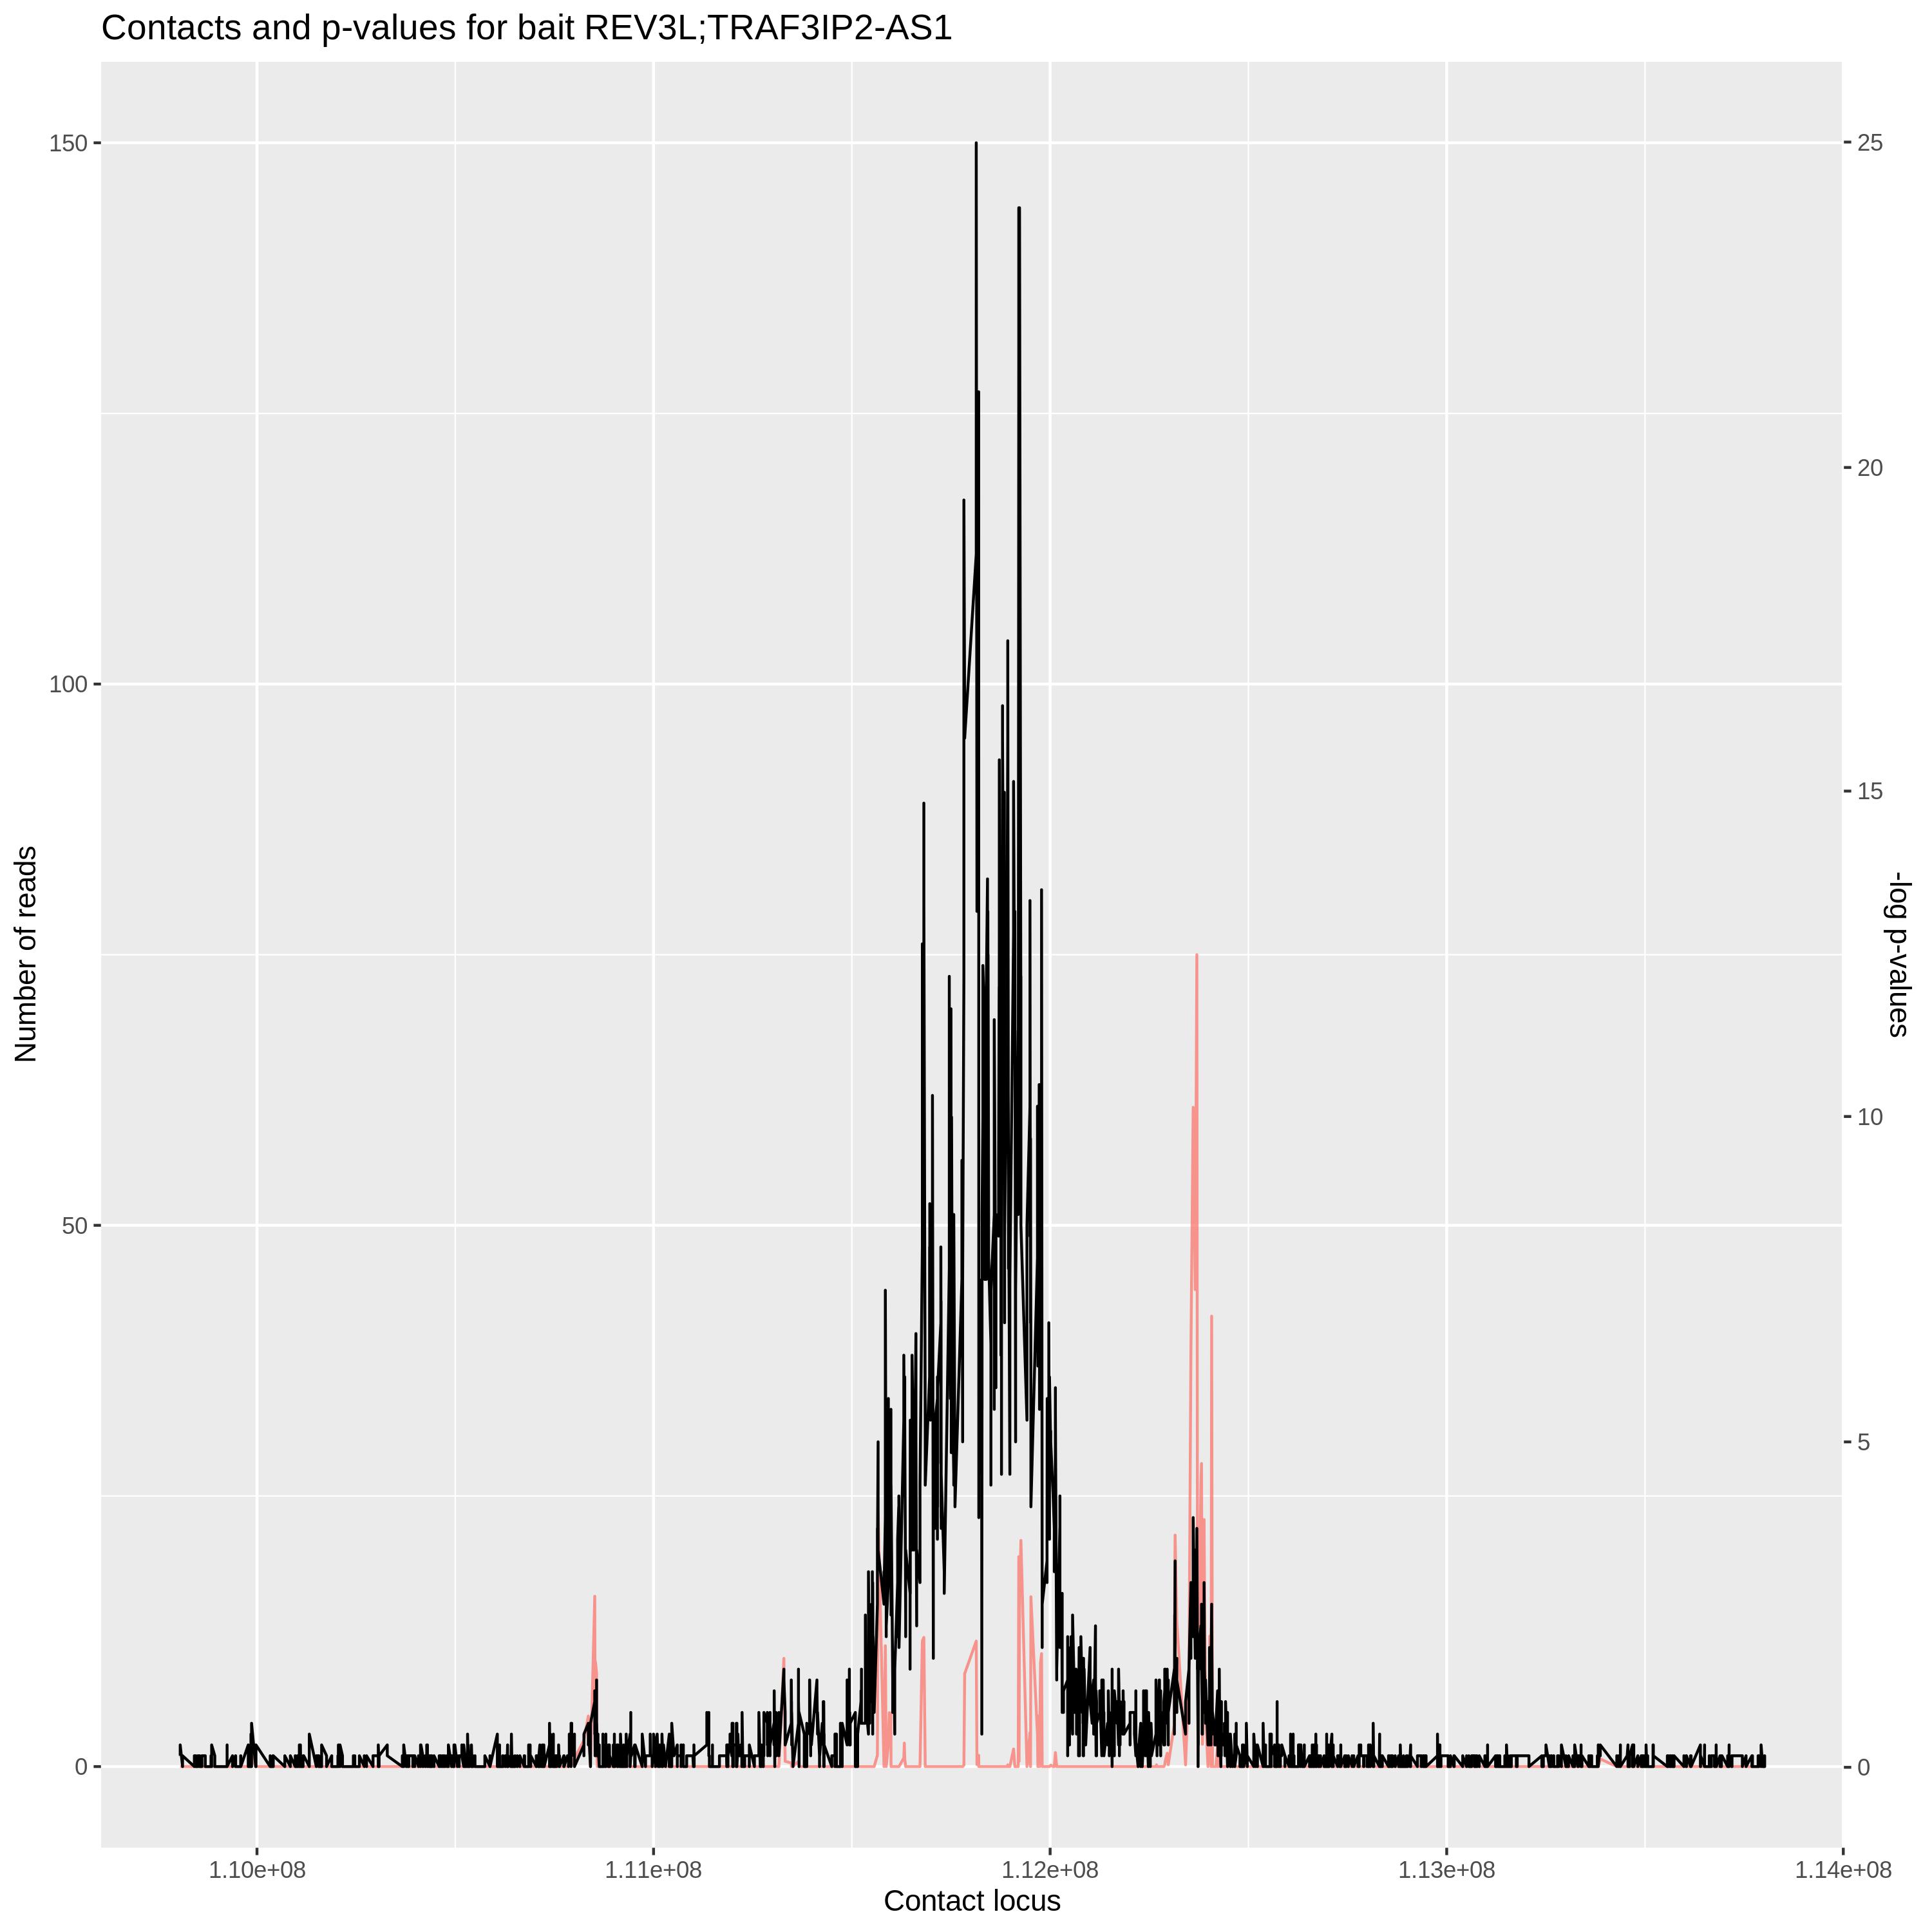 Contacts and p-values for bait REV3L;TRAF3IP2-AS1
150
100
50
0
Number of reads
25
20
15
10
5
0
-log p-values
1.10e+08
1.11e+08
1.12e+08
1.13e+08
1.14e+08
Contact locus